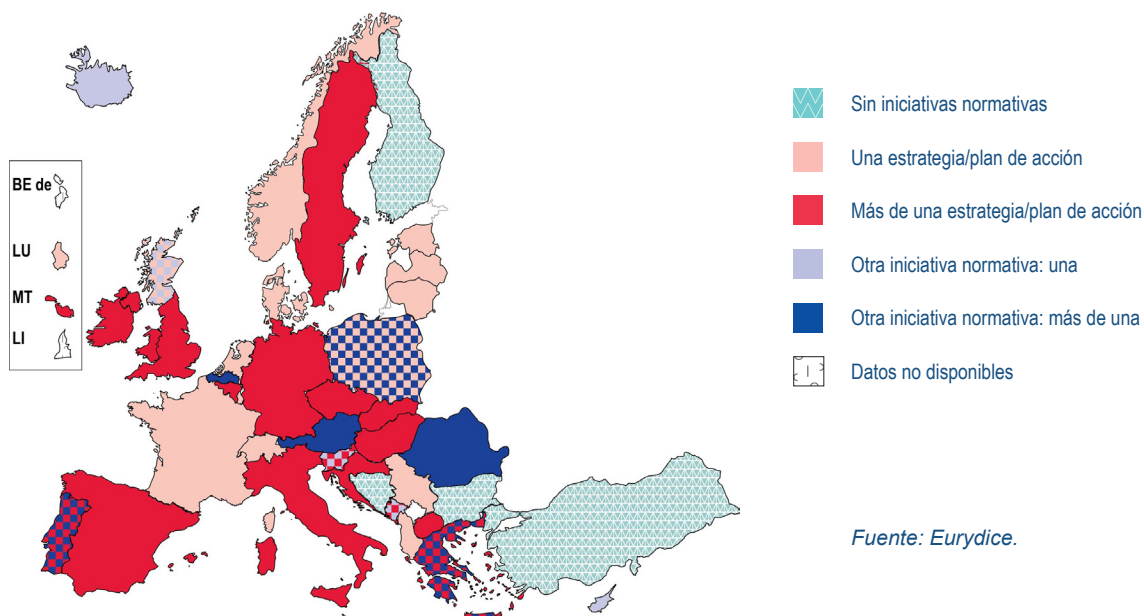 BE de
LU
MT
LI
Sin iniciativas normativas
Una estrategia/plan de acción
Más de una estrategia/plan de acción
Otra iniciativa normativa: una
Otra iniciativa normativa: más de una
Datos no disponibles
Fuente: Eurydice.